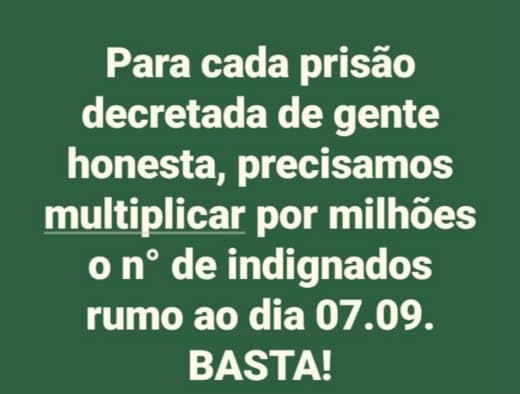 Para cada prisão
decretada de gente
honesta, precisamos
multiplicar por milhões
o n° de indignados
rumo ao dia 07.09.
BASTA!